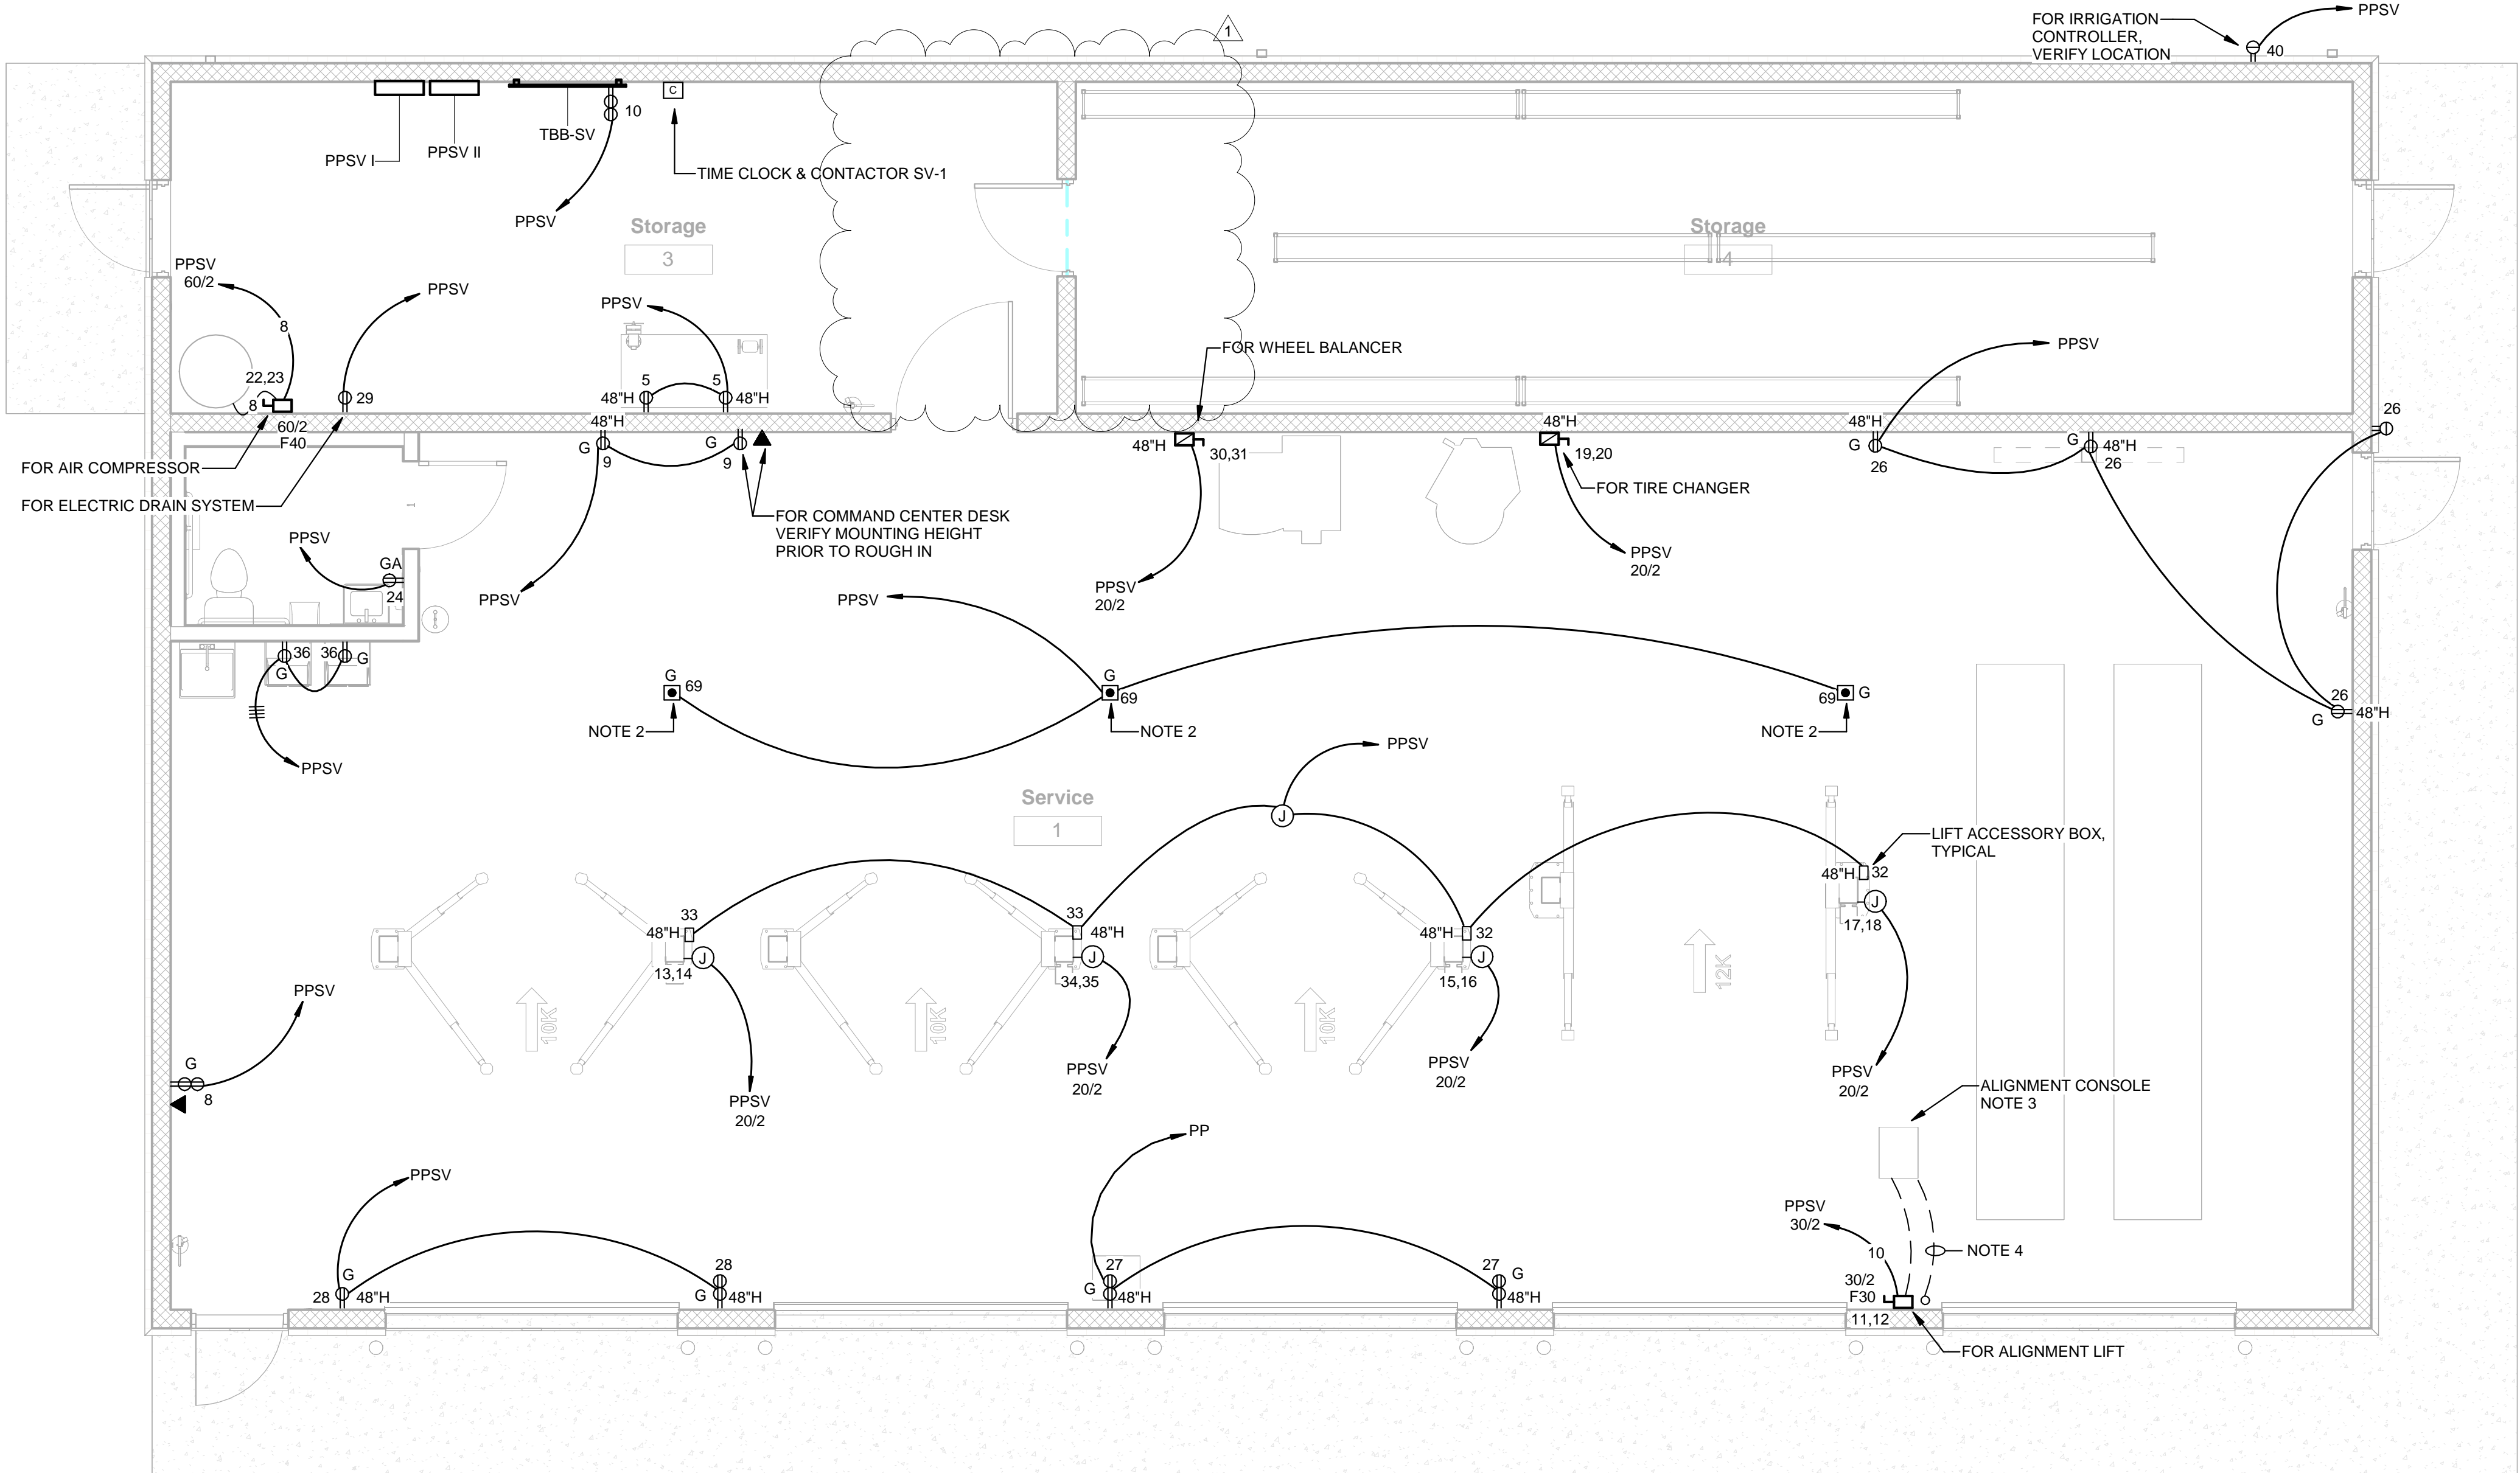 1
FOR IRRIGATION
CONTROLLER,
VERIFY LOCATION
PPSV
40
PPSV I
PPSV II
TBB-SV
10
C
TIME CLOCK & CONTACTOR SV-1
PPSV
Storage
3
Storage
4
PPSV
60/2
8
22,23
8
60/2
F40
FOR AIR COMPRESSOR
PPSV
29
FOR ELECTRIC DRAIN SYSTEM
PPSV
5
5
48"H
48"H
48"H
G
9
G
9
PPSV
FOR COMMAND CENTER DESK
VERIFY MOUNTING HEIGHT
PRIOR TO ROUGH IN
FOR WHEEL BALANCER
48"H
30,31
PPSV
20/2
48"H
19,20
FOR TIRE CHANGER
PPSV
20/2
PPSV
48"H
G
26
G
48"H
26
26
26
G
48"H
PPSV
GA
24
36
36
G
G
PPSV
PPSV
G
69
NOTE 2
G
69
NOTE 2
69
G
NOTE 2
PPSV
J
Service
1
LIFT ACCESSORY BOX,
TYPICAL
48"H
32
J
17,18
PPSV
20/2
33
48"H
J
13,14
PPSV
20/2
33
48"H
J
34,35
PPSV
20/2
48"H
32
J
15,16
PPSV
20/2
10K
10K
10K
12K
PPSV
G
8
ALIGNMENT CONSOLE
NOTE 3
PPSV
G
28
48"H
28
G
48"H
PP
27
G
48"H
27
G
48"H
PPSV
30/2
10
NOTE 4
30/2
F30
11,12
FOR ALIGNMENT LIFT